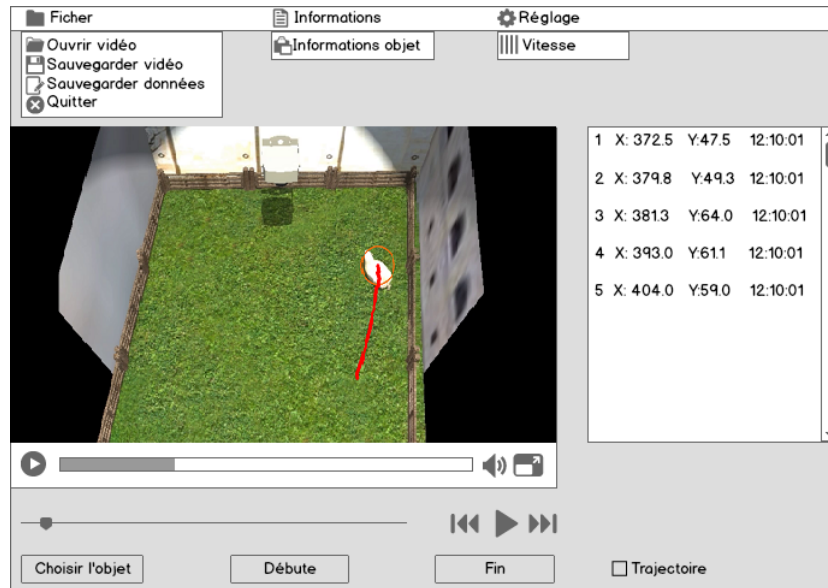 Ficher Informations Réglage
Ouvrir vidéo Informations objet Vitesse
Sauvegarder vidéo
Sauvegarder données
Quitter
1 X: 372.5 Y:47.5 12:10:01
2 X: 379.8 Y:49.3 12:10:01
3 X: 381.3 Y:64.0 12:10:01
4 X: 393.0 Y:61.1 12:10:01
5 X: 404.0 Y:59.0 12:10:01
Choisir l'objet Débute Fin Trajectoire